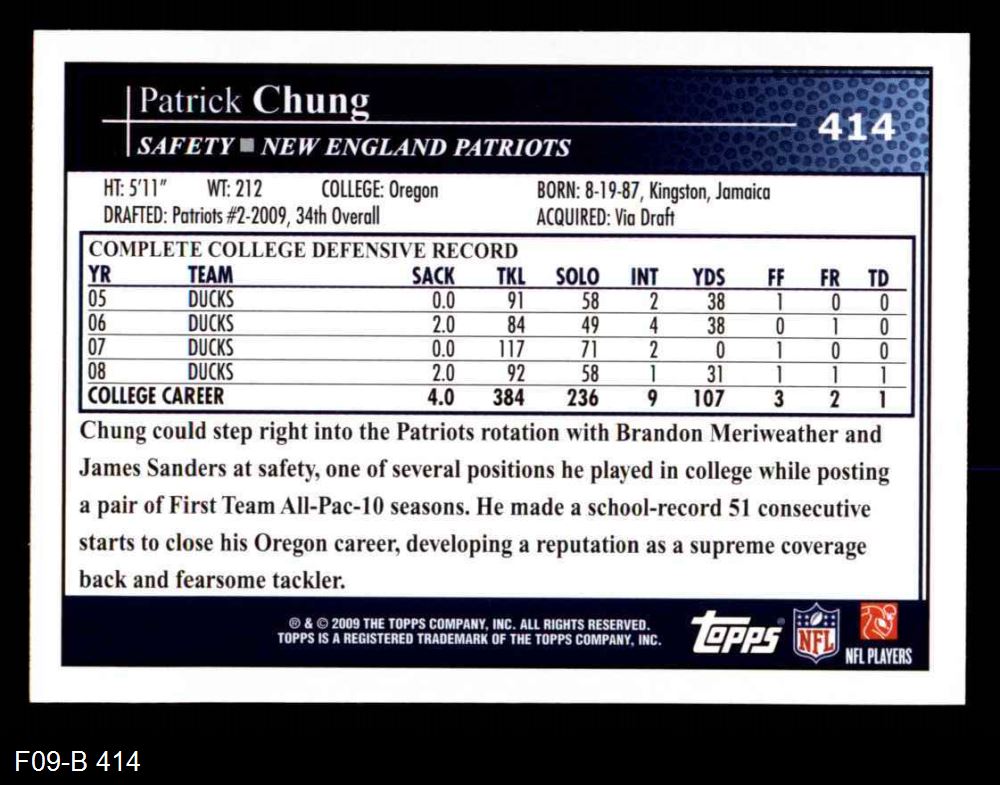 Patrick Chung
414
SAFETY ■ NEW ENGLAND PATRIOTS
HT: 5'11" WT: 212 COLLEGE: Oregon BORN: 8-19-87, Kingston, Jamaica
DRAFTED: Patriots #2-2009, 34th Overall ACQUIRED: Via Draft
COMPLETE COLLEGE DEFENSIVE RECORD
YR TEAM SACK TKL SOLO INT YDS FF FR TD
05 DUCKS 0.0 91 58 2 38 1 0 0
06 DUCKS 2.0 84 49 4 38 0 1 0
07 DUCKS 0.0 117 71 2 0 1 0 0
08 DUCKS 2.0 92 58 1 31 1 1 1
COLLEGE CAREER 4.0 384 236 9 107 3 2 1
Chung could step right into the Patriots rotation with Brandon Meriweather and
James Sanders at safety, one of several positions he played in college while posting
a pair of First Team All-Pac-10 seasons. He made a school-record 51 consecutive
starts to close his Oregon career, developing a reputation as a supreme coverage
back and fearsome tackler.
® & © 2009 THE TOPPS COMPANY, INC. ALL RIGHTS RESERVED.
TOPPS IS A REGISTERED TRADEMARK OF THE TOPPS COMPANY, INC.
Topps®
NFL
NFL PLAYERS
F09-B 414